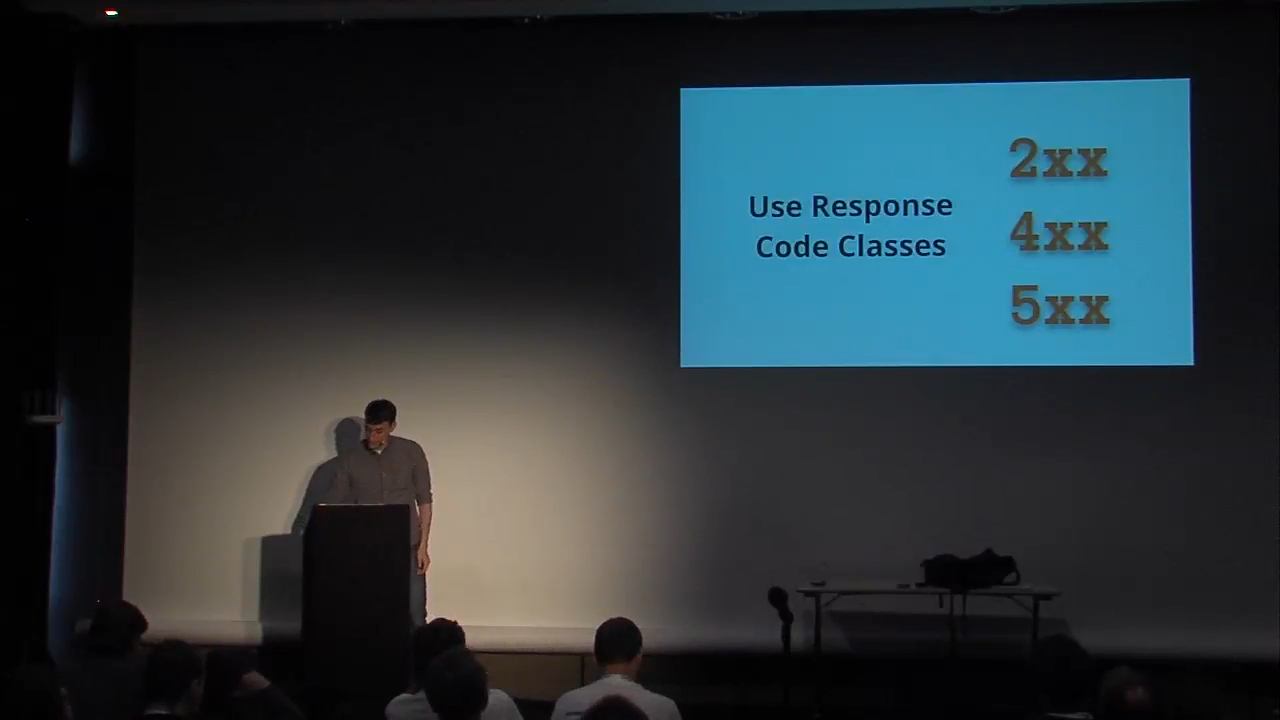 Use Response
Code Classes
2xx
4xx
5xx